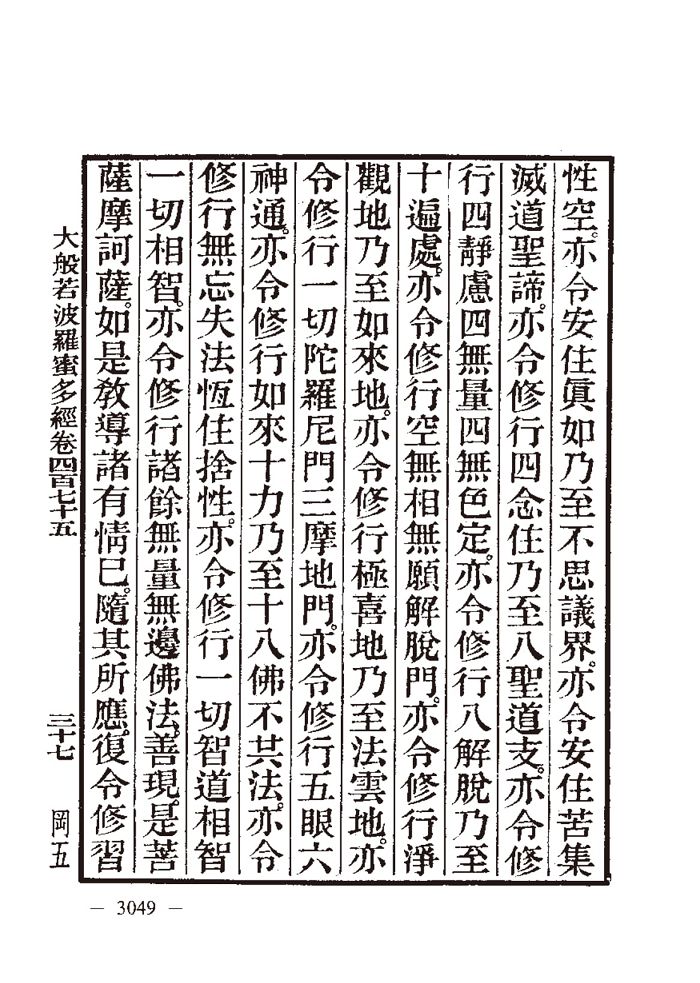 性空。亦令安住眞如乃至不思議界。亦令安住苦集
滅道聖諦。亦令修行四念住乃至八聖道支。亦令修
行四靜慮四無量四無色定。亦令修行八解脫乃至
十遍處。亦令修行空無相無願解脫門。亦令修行淨
觀地乃至如來地。亦令修行極喜地乃至法雲地。亦
令修行一切陀羅尼門三摩地門。亦令修行五眼六
神通。亦令修行如來十力乃至十八佛不共法。亦令
修行無忘失法恆住捨性。亦令修行一切智道相智
一切相智。亦令修行諸餘無量無邊佛法。善現。是菩
薩摩訶薩。如是敎導諸有情已。隨其所應。復令修習
大般若波羅蜜多經卷四百七十五 三十七 岡五
— 3049 —